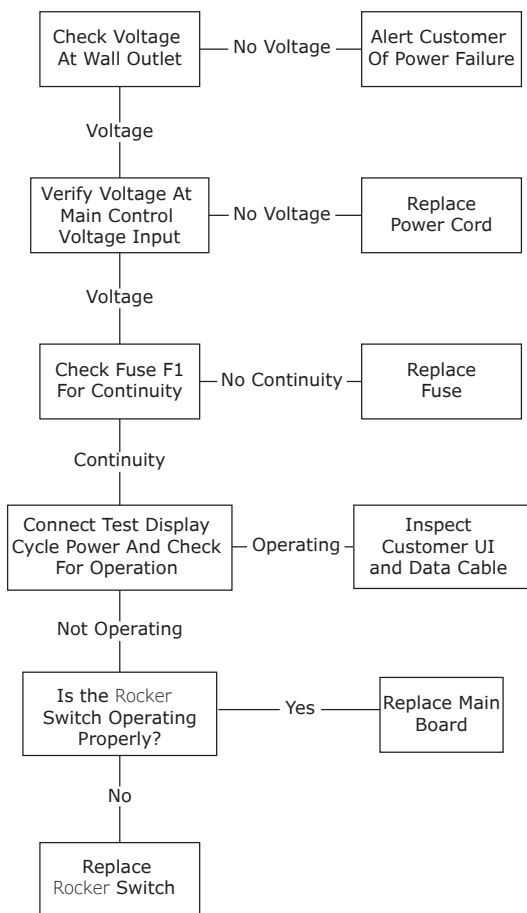 Check Voltage
At Wall Outlet
No Voltage
Alert Customer
Of Power Failure
Voltage
Verify Voltage At
Main Control
Voltage Input
No Voltage
Replace
Power Cord
Voltage
Check Fuse F1
For Continuity
No Continuity
Replace
Fuse
Continuity
Connect Test Display
Cycle Power And Check
For Operation
Operating
Inspect
Customer UI
and Data Cable
Not Operating
Is the Rocker
Switch Operating
Properly?
Yes
Replace Main
Board
No
Replace
Rocker Switch